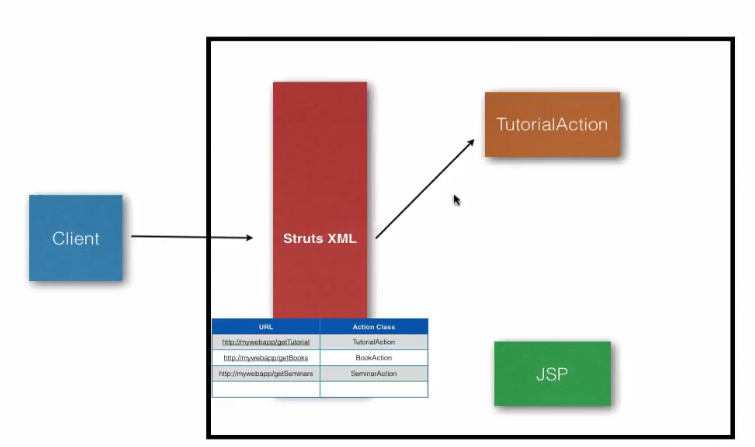 TutorialAction
Client
Struts XML
URL Action Class
http://mywebapp/getTutorial TutorialAction
http://mywebapp/getBooks BookAction
http://mywebapp/getSeminars SeminarAction
JSP